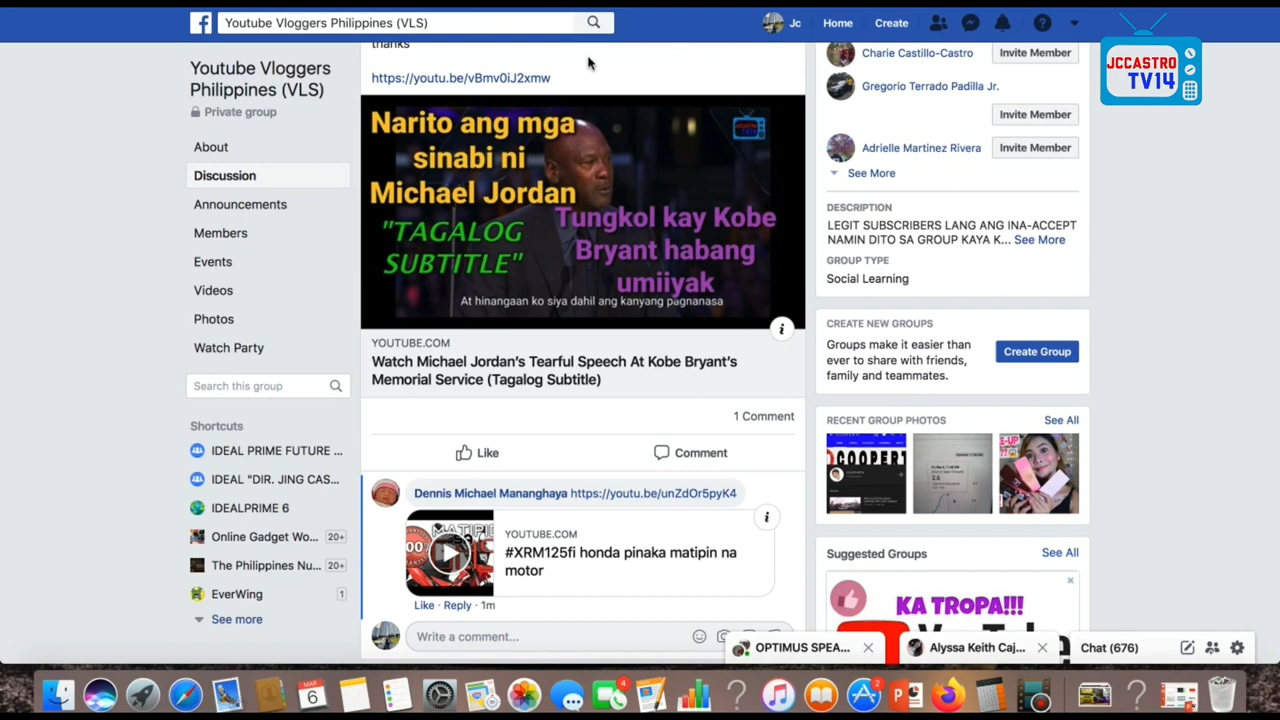 Youtube Vloggers Philippines (VLS)
Jc
Home
Create
JCCASTRO
TV14
Youtube Vloggers
Philippines (VLS)
Private group
About
Discussion
Announcements
Members
Events
Videos
Photos
Watch Party
Search this group
Shortcuts
IDEAL PRIME FUTURE ...
IDEAL "DIR. JING CAS...
IDEALPRIME 6
Online Gadget Wo...
20+
The Philippines Nu...
20+
EverWing
1
See more
thanks
https://youtu.be/vBmv0iJ2xmw
Narito ang mga
sinabi ni
Michael Jordan
"TAGALOG
SUBTITLE"
Tungkol kay Kobe
Bryant habang
umiiyak
At hinangaan ko siya dahil ang kanyang pagnanasa
YOUTUBE.COM
Watch Michael Jordan's Tearful Speech At Kobe Bryant's
Memorial Service (Tagalog Subtitle)
1 Comment
Like
Comment
Dennis Michael Mananghaya https://youtu.be/unZdOr5pyK4
YOUTUBE.COM
#XRM125fi honda pinaka matipin na
motor
Like · Reply · 1m
Write a comment...
Charie Castillo-Castro
Invite Member
Gregorio Terrado Padilla Jr.
Invite Member
Adrielle Martinez Rivera
Invite Member
See More
DESCRIPTION
LEGIT SUBSCRIBERS LANG ANG INA-ACCEPT
NAMIN DITO SA GROUP KAYA K... See More
GROUP TYPE
Social Learning
CREATE NEW GROUPS
Groups make it easier than
ever to share with friends,
family and teammates.
Create Group
RECENT GROUP PHOTOS
See All
Suggested Groups
See All
KA TROPA!!!
OPTIMUS SPEA...
Alyssa Keith Caj...
Chat (676)
MAR
6
4
2